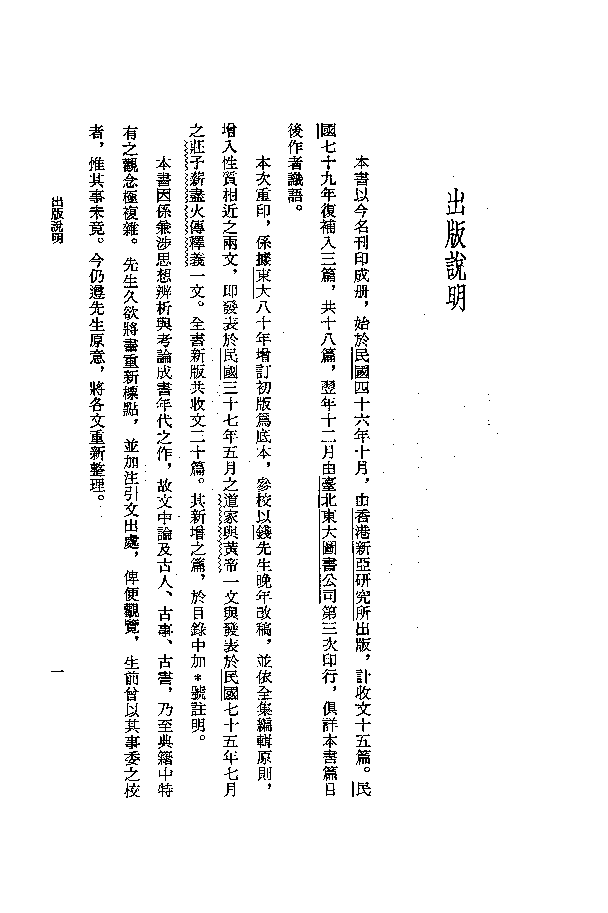 出版說明
本書以今名刊印成册，始於民國四十六年十月，由香港新亞研究所出版，計收文十五篇。民
國七十九年復補入三篇，共十八篇，翌年十二月由臺北東大圖書公司第三次印行，俱詳本書篇目
後作者識語。
本次重印，係據東大八十年增訂初版爲底本，參校以錢先生晚年改稿，並依全集編輯原則，
增入性質相近之兩文，卽發表於民國三十七年五月之道家與黃帝一文與發表於民國七十五年七月
之莊子薪盡火傳釋義一文。全書新版共收文二十篇。其新增之篇，於目錄中加*號註明。
本書因係兼涉思想辨析與考論成書年代之作，故文中論及古人、古事、古書，乃至典籍中特
有之觀念極複雜。先生久欲將書重新標點，並加注引文出處，俾便觀覽，生前曾以其事委之校
者，惟其事未竟。今仍遵先生原意，將各文重新整理。
出版說明
一